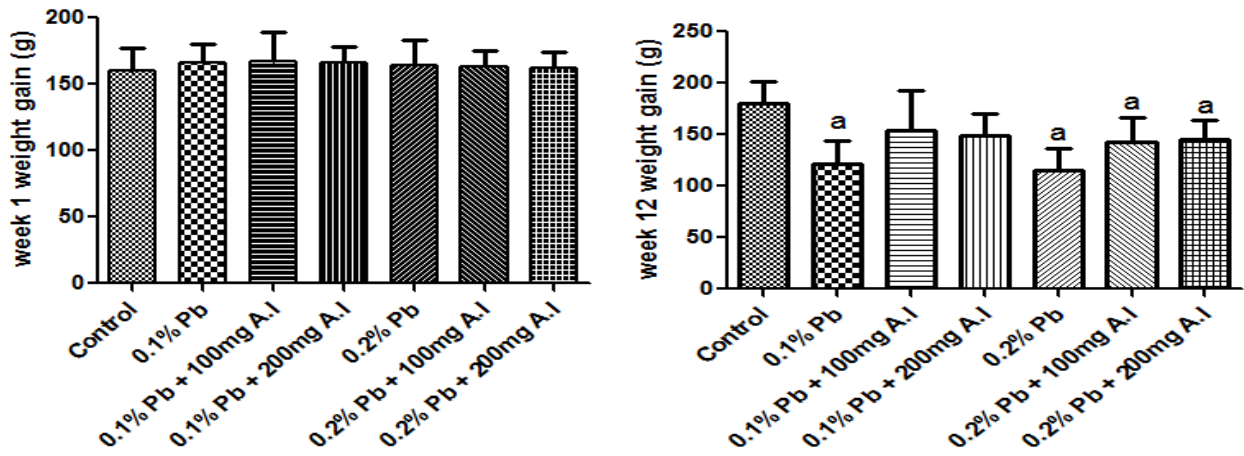 week 1 weight gain (g)
200
150
100
50
0
Control
0.1% Pb
0.1% Pb + 100mg A.I
0.1% Pb + 200mg A.I
0.2% Pb
0.2% Pb + 100mg A.I
0.2% Pb + 200mg A.I
week 12 weight gain (g)
250
200
150
100
50
0
a
a
a
a
Control
0.1% Pb
0.1% Pb + 100mg A.I
0.1% Pb + 200mg A.I
0.2% Pb
0.2% Pb + 100mg A.I
0.2% Pb + 200mg A.I